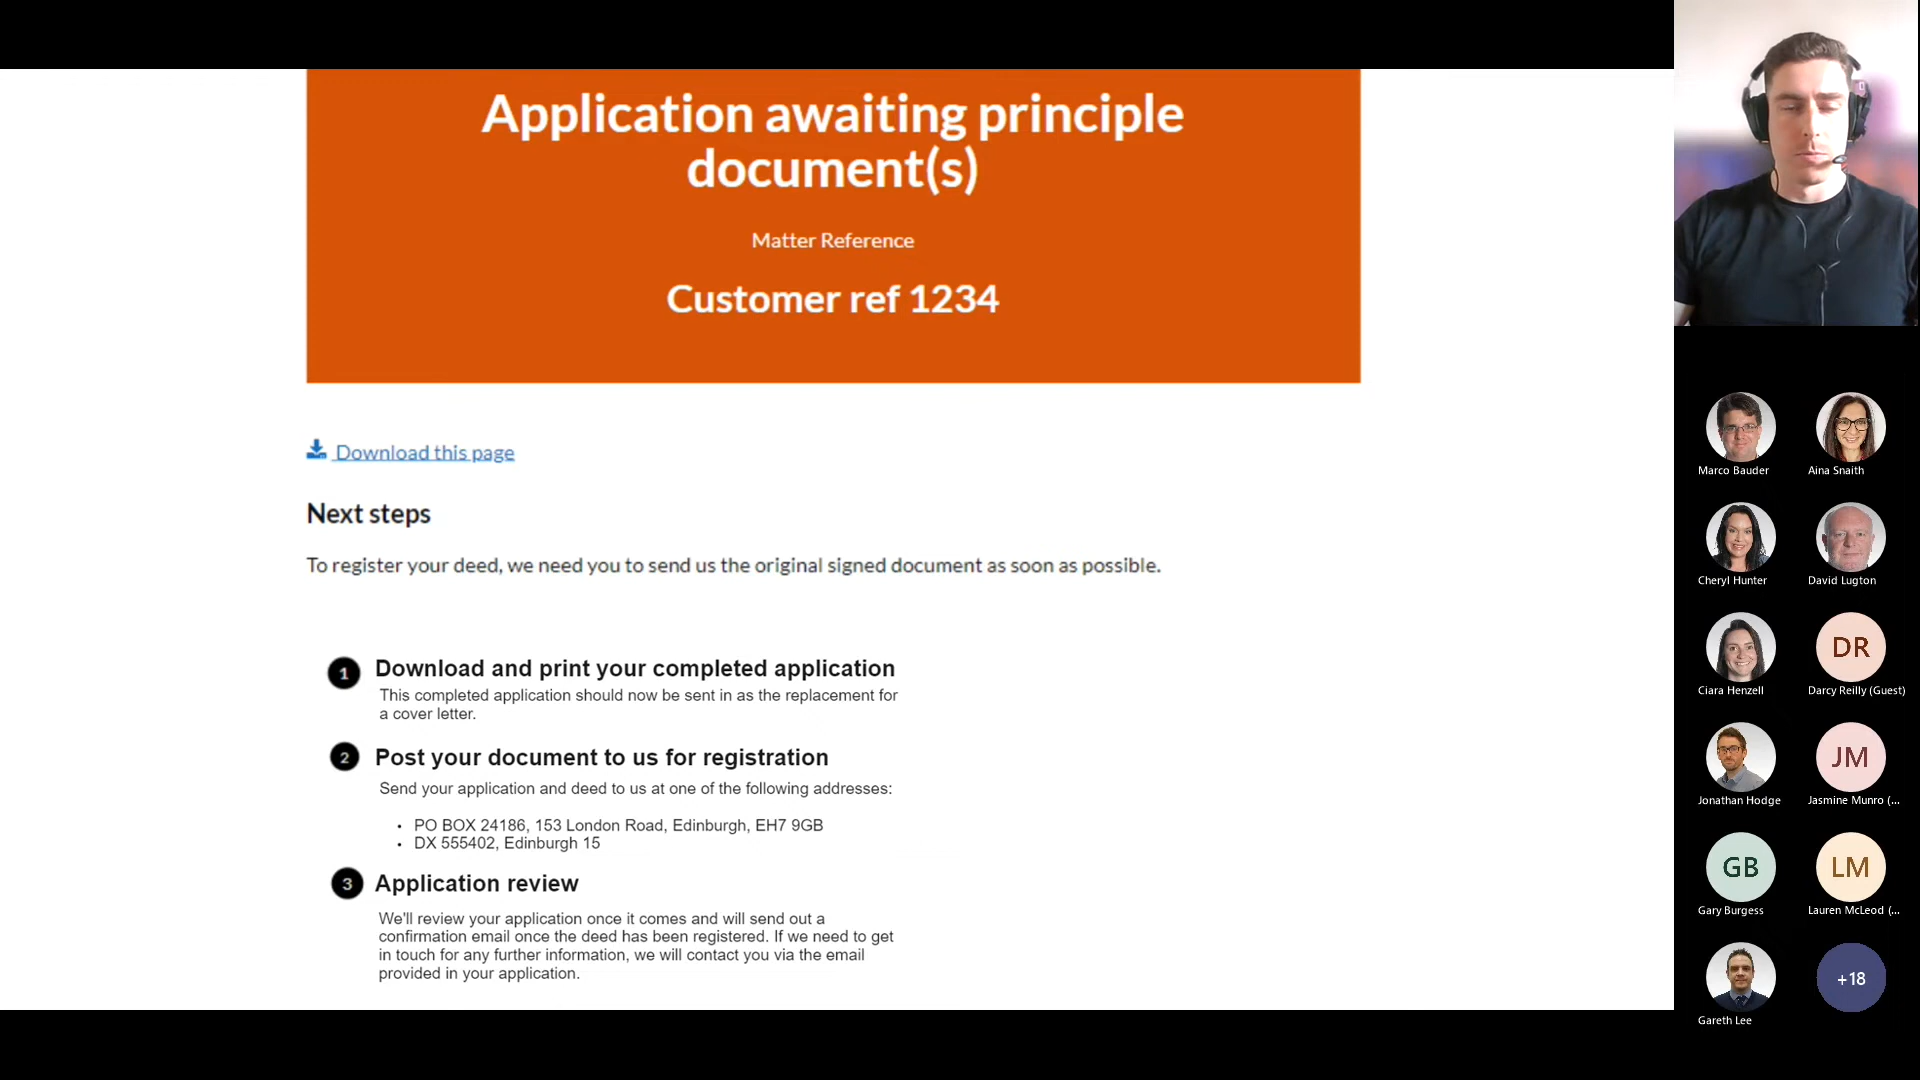 Application awaiting principle
document(s)
Matter Reference
Customer ref 1234
Download this page
Next steps
To register your deed, we need you to send us the original signed document as soon as possible.
1 Download and print your completed application
This completed application should now be sent in as the replacement for
a cover letter.
2 Post your document to us for registration
Send your application and deed to us at one of the following addresses:
• PO BOX 24186, 153 London Road, Edinburgh, EH7 9GB
• DX 555402, Edinburgh 15
3 Application review
We'll review your application once it comes and will send out a
confirmation email once the deed has been registered. If we need to get
in touch for any further information, we will contact you via the email
provided in your application.
Marco Bauder
Aina Snaith
Cheryl Hunter
David Lugton
Ciara Henzell
DR
Darcy Reilly (Guest)
Jonathan Hodge
JM
Jasmine Munro (...
GB
Gary Burgess
LM
Lauren McLeod (...
Gareth Lee
+18